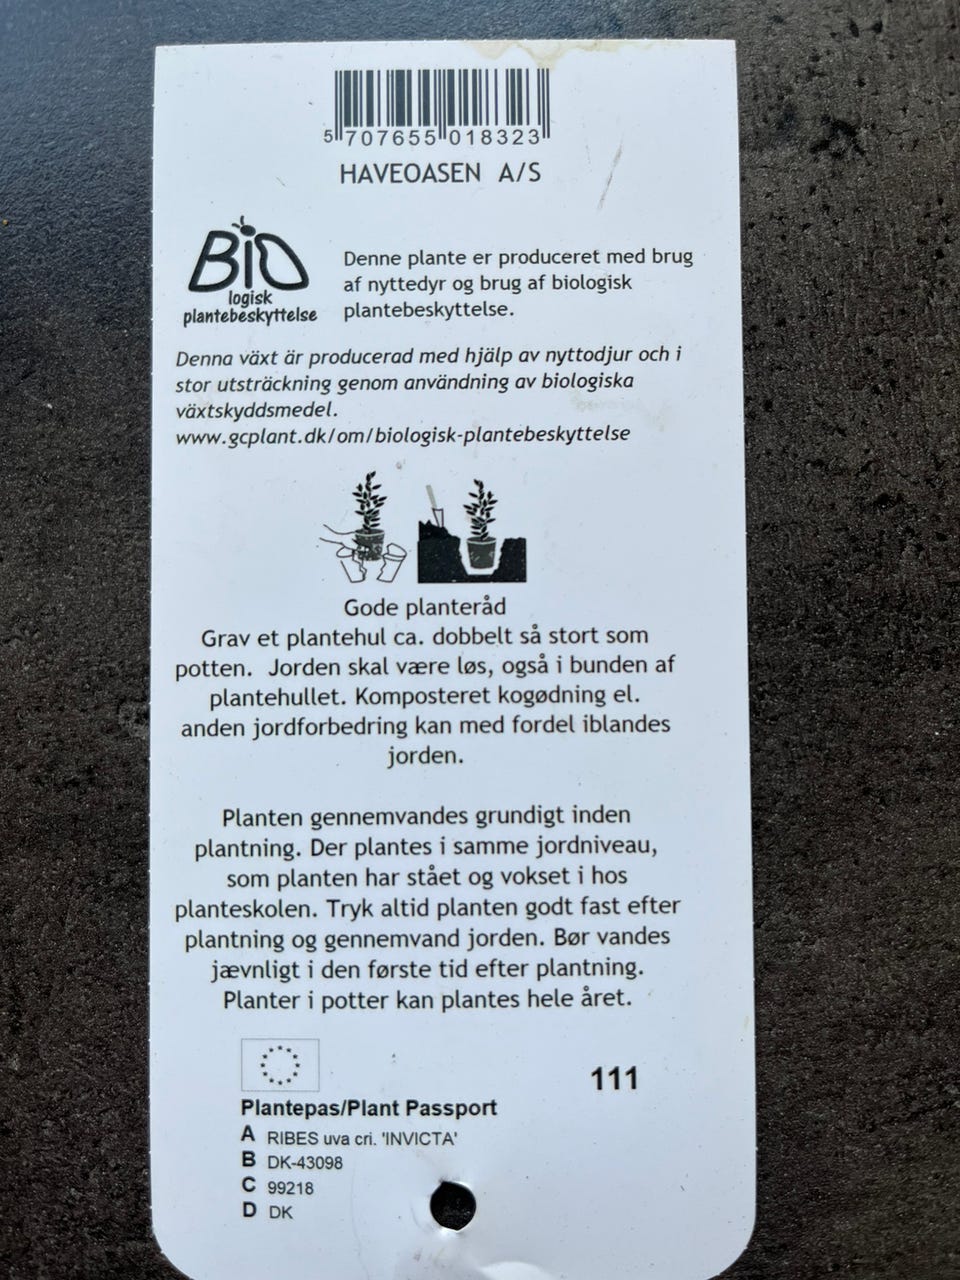 5 707655 018323
HAVEOASEN A/S
BiO
logisk
plantebeskyttelse
Denne plante er produceret med brug
af nyttedyr og brug af biologisk
plantebeskyttelse.
Denna växt är producerad med hjälp av nyttodjur och i
stor utsträckning genom användning av biologiska
växtskyddsmedel.
www.gcplant.dk/om/biologisk-plantebeskyttelse
Gode planteråd
Grav et plantehul ca. dobbelt så stort som
potten. Jorden skal være løs, også i bunden af
plantehullet. Komposteret kogødning el.
anden jordforbedring kan med fordel iblandes
jorden.
Planten gennemvandes grundigt inden
plantning. Der plantes i samme jordniveau,
som planten har stået og vokset i hos
planteskolen. Tryk altid planten godt fast efter
plantning og gennemvand jorden. Bør vandes
jævnligt i den første tid efter plantning.
Planter i potter kan plantes hele året.
111
Plantepas/Plant Passport
A RIBES uva cri. 'INVICTA'
B DK-43098
C 99218
D DK